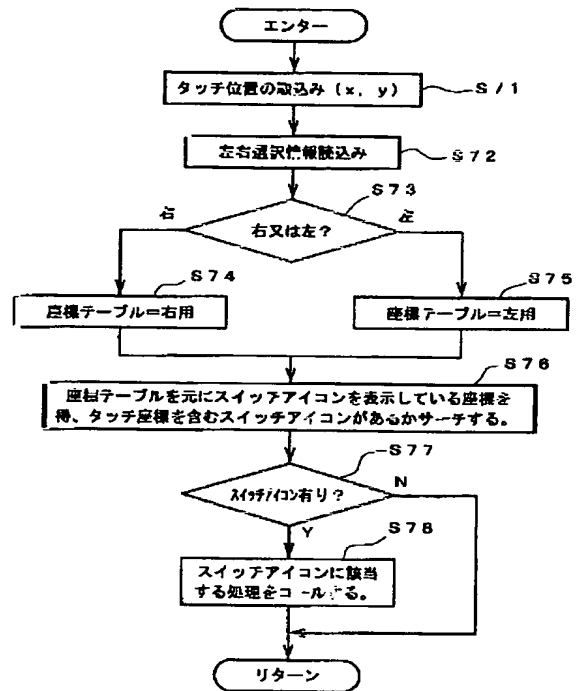 エンター
タッチ位置の取込み（x，y）
S71
左右選択情報読込み
S72
S73
右又は左？
右
左
S74
座標テーブル＝右用
S75
座標テーブル＝左用
S76
座標テーブルを元にスイッチアイコンを表示している座標を
得、タッチ座標を含むスイッチアイコンがあるかサーチする。
S77
スイッチアイコン有り？
N
Y
S78
スイッチアイコンに該当
する処理をコールする。
リターン